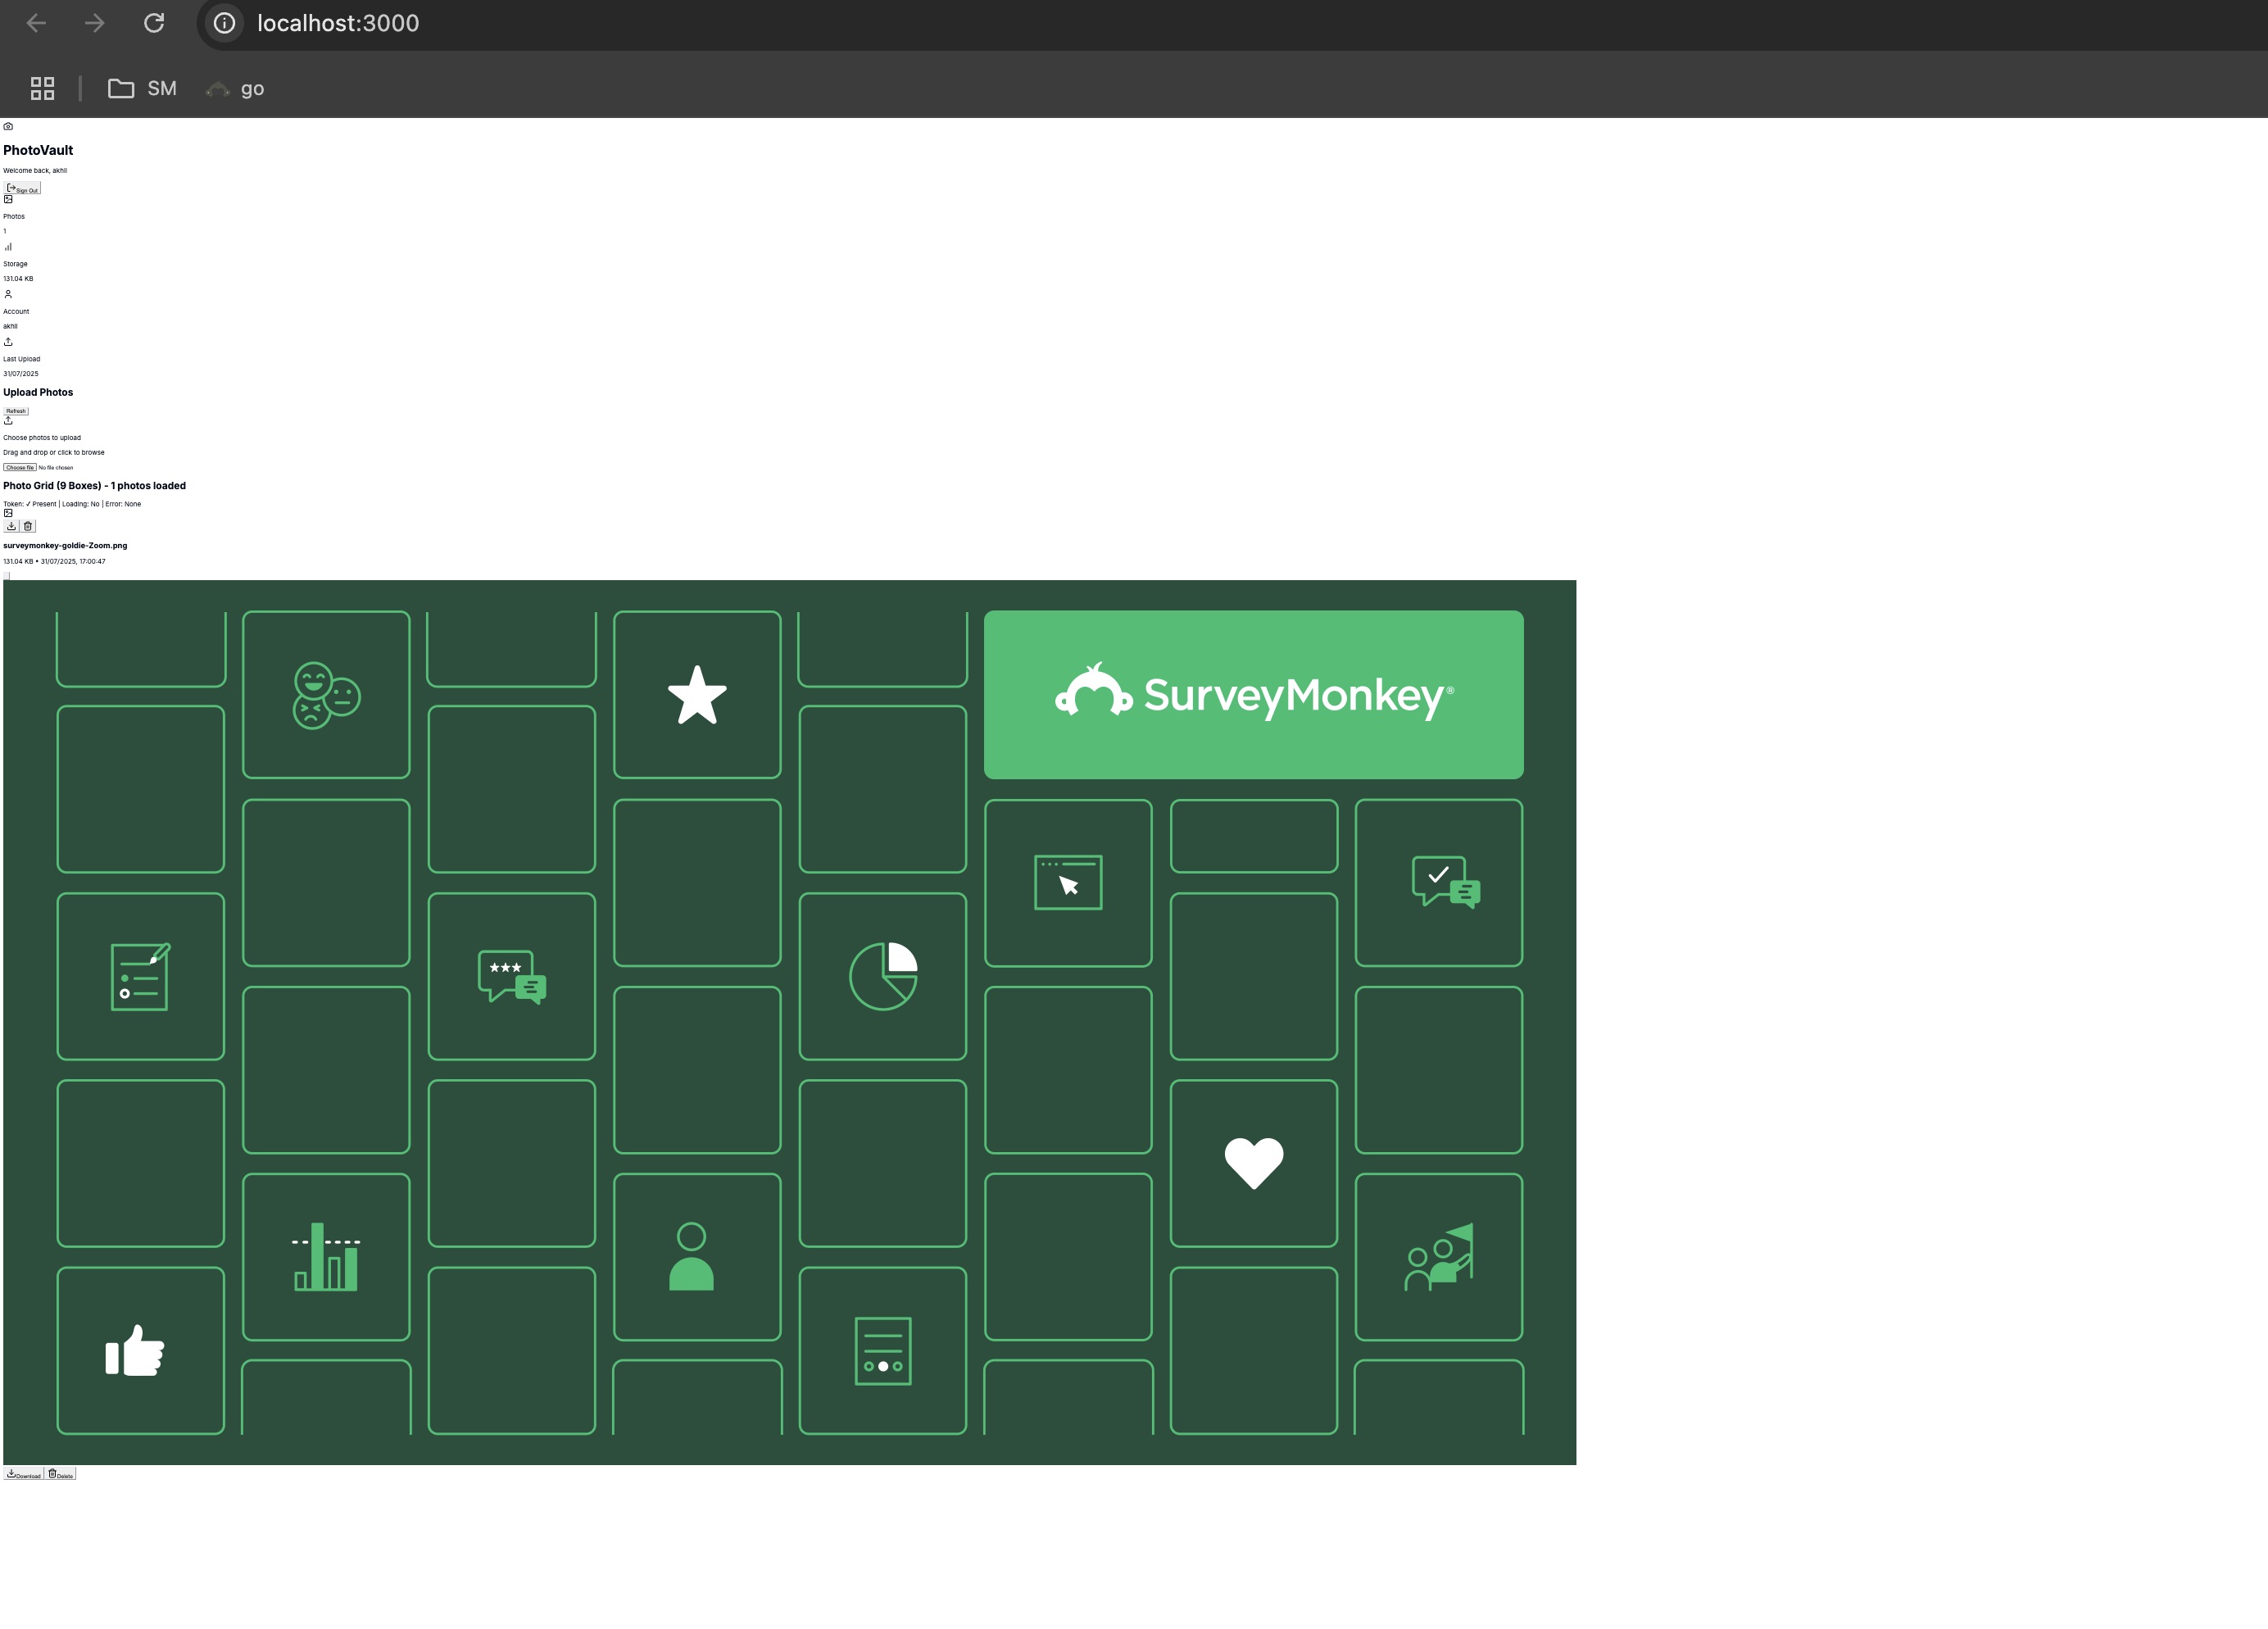 localhost:3000
SM go
PhotoVault
Welcome back, akhil
Sign Out
Photos
1
Storage
131.04 KB
Account
akhil
Last Upload
31/07/2025
Upload Photos
Refresh
Choose photos to upload
Drag and drop or click to browse
Choose file No file chosen
Photo Grid (9 Boxes) - 1 photos loaded
Token: ✓ Present | Loading: No | Error: None
surveymonkey-goldie-Zoom.png
131.04 KB • 31/07/2025, 17:00:47
SurveyMonkey®
Download Delete